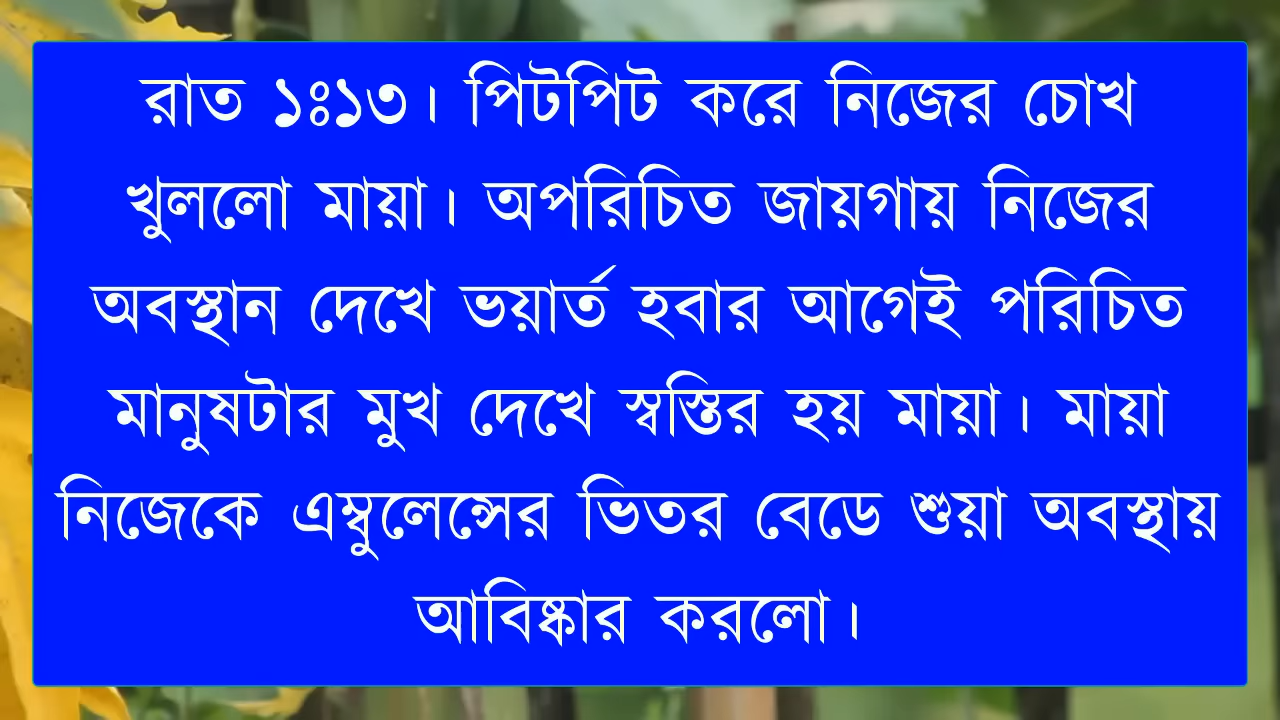 রাত ১ঃ১৩। পিটপিট করে নিজের চোখ
খুললো মায়া। অপরিচিত জায়গায় নিজের
অবস্থান দেখে ভয়ার্ত হবার আগেই পরিচিত
মানুষটার মুখ দেখে স্বস্তির হয় মায়া। মায়া
নিজেকে এম্বুলেন্সের ভিতর বেডে শুয়া অবস্থায়
আবিষ্কার করলো।